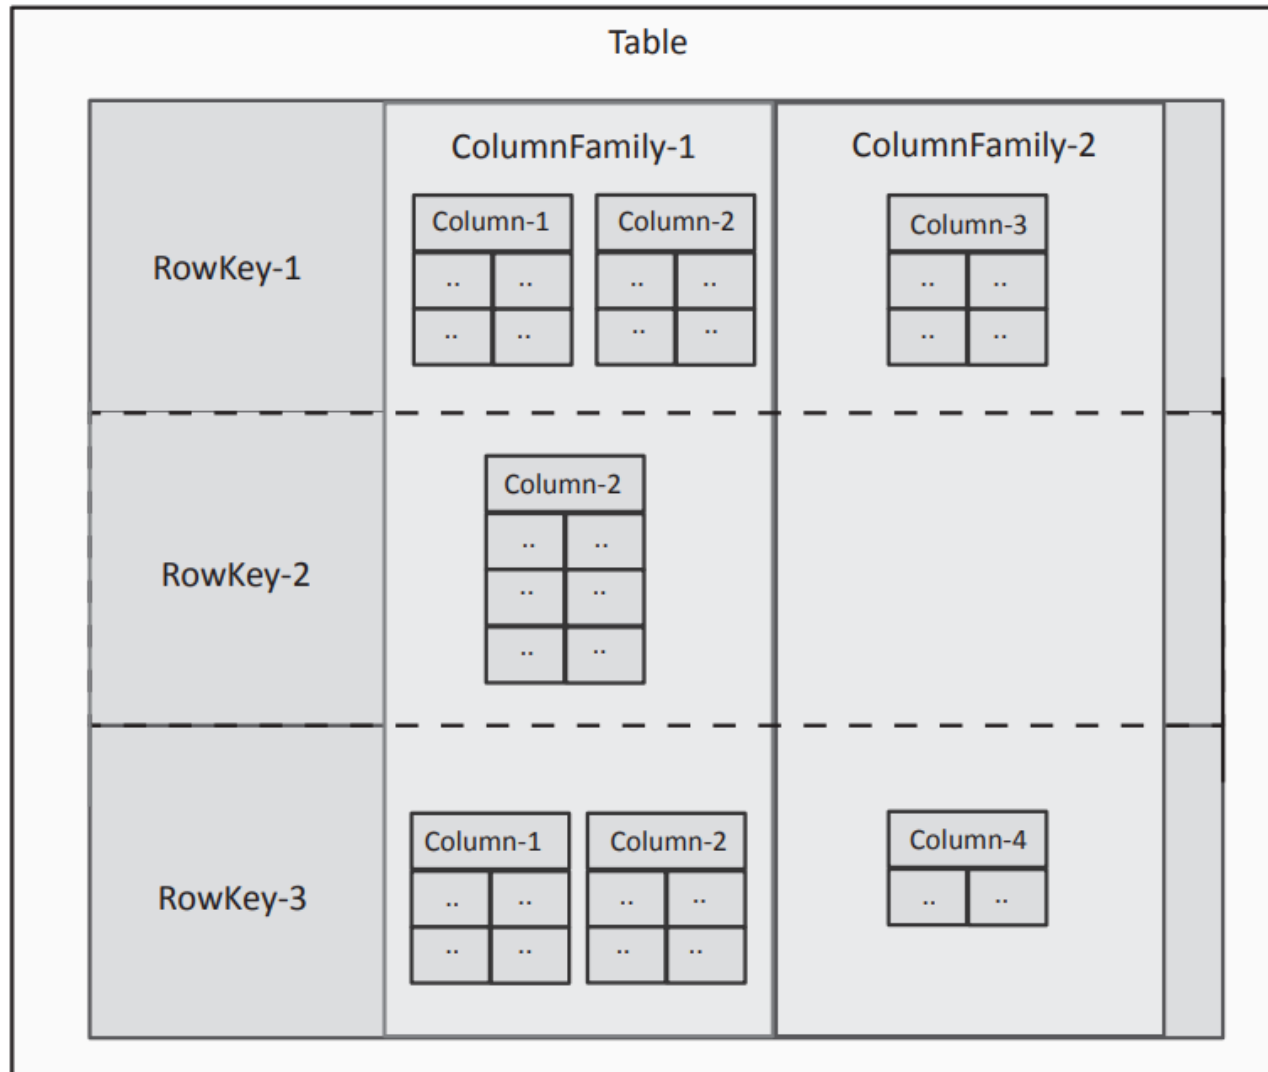 Table
ColumnFamily-1
ColumnFamily-2
RowKey-1
Column-1
.. ..
.. ..
Column-2
.. ..
.. ..
Column-3
.. ..
.. ..
RowKey-2
Column-2
.. ..
.. ..
.. ..
RowKey-3
Column-1
.. ..
.. ..
Column-2
.. ..
.. ..
Column-4
.. ..